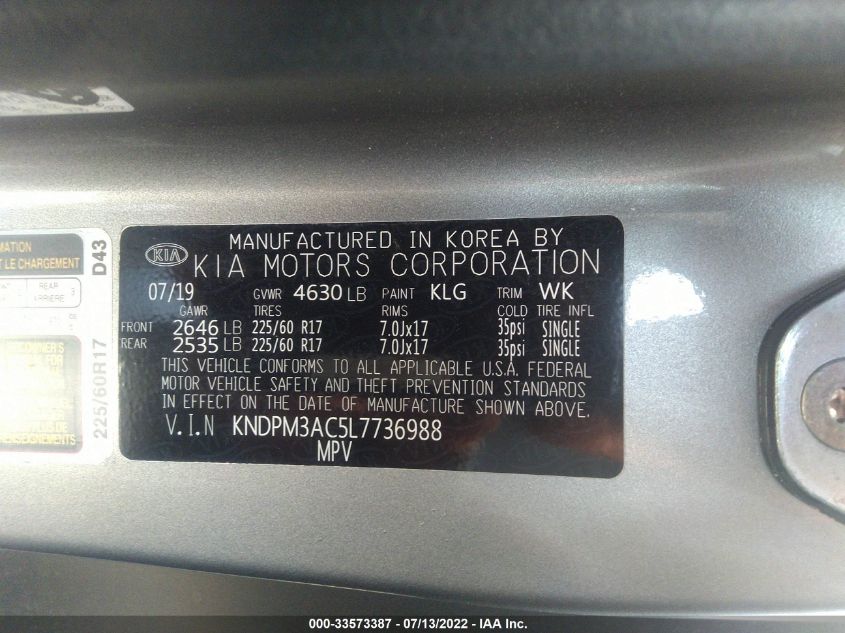 MATION
T LE CHARGEMENT
D43
REAR
ARRIERE
225/60R17
MANUFACTURED IN KOREA BY
KIA
KIA MOTORS CORPORATION
07/19 GVWR 4630 LB PAINT KLG TRIM WK
GAWR TIRES RIMS COLD TIRE INFL
FRONT 2646 LB 225/60 R17 7.0Jx17 35psi SINGLE
REAR 2535 LB 225/60 R17 7.0Jx17 35psi SINGLE
THIS VEHICLE CONFORMS TO ALL APPLICABLE U.S.A. FEDERAL
MOTOR VEHICLE SAFETY AND THEFT PREVENTION STANDARDS
IN EFFECT ON THE DATE OF MANUFACTURE SHOWN ABOVE.
V.I.N KNDPM3AC5L7736988
MPV
000-33573387 - 07/13/2022 - IAA Inc.